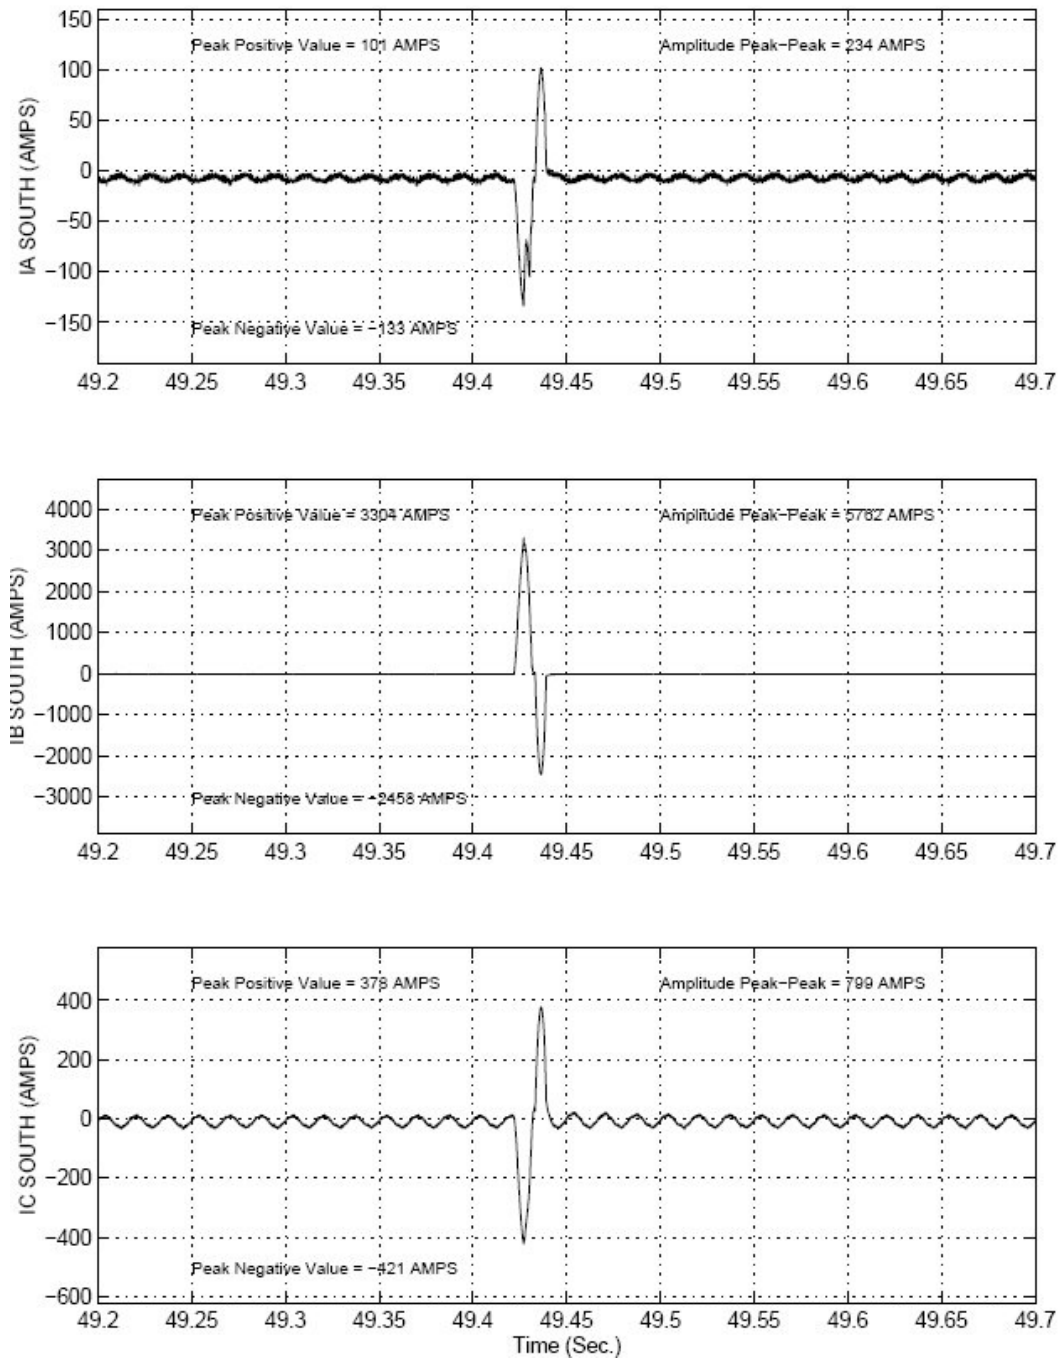 150
Peak Positive Value = 101 AMPS
Amplitude Peak−Peak = 234 AMPS
100
50
0
−50
−100
−150
IA SOUTH (AMPS)
Peak Negative Value = −133 AMPS
49.2 49.25 49.3 49.35 49.4 49.45 49.5 49.55 49.6 49.65 49.7
4000
Peak Positive Value = 3304 AMPS
Amplitude Peak−Peak = 5762 AMPS
3000
2000
1000
0
−1000
−2000
−3000
IB SOUTH (AMPS)
Peak Negative Value = −2458 AMPS
49.2 49.25 49.3 49.35 49.4 49.45 49.5 49.55 49.6 49.65 49.7
Peak Positive Value = 378 AMPS
Amplitude Peak−Peak = 799 AMPS
400
200
0
−200
−400
−600
IC SOUTH (AMPS)
Peak Negative Value = −421 AMPS
49.2 49.25 49.3 49.35 49.4 49.45 49.5 49.55 49.6 49.65 49.7
Time (Sec.)